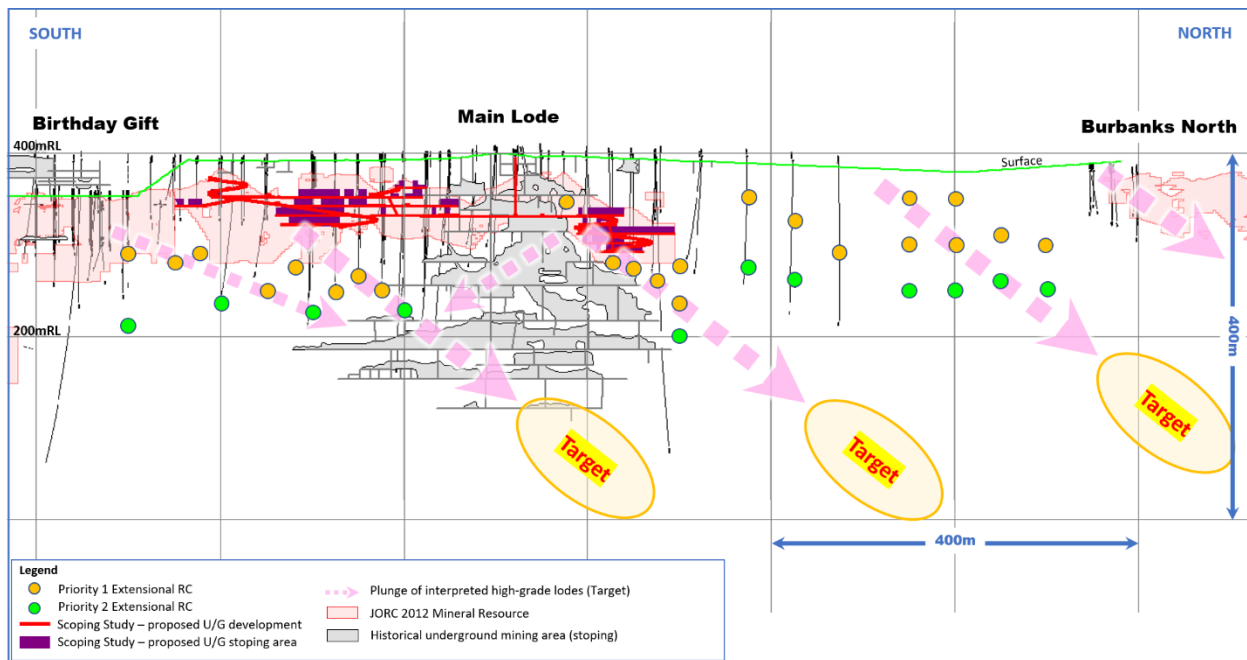 SOUTH
NORTH
Birthday Gift
Main Lode
Burbanks North
400mRL
Surface
200mRL
400m
Target
Target
Target
400m
Legend
Priority 1 Extensional RC
Priority 2 Extensional RC
Scoping Study – proposed U/G development
Scoping Study – proposed U/G stoping area
Plunge of interpreted high-grade lodes (Target)
JORC 2012 Mineral Resource
Historical underground mining area (stoping)